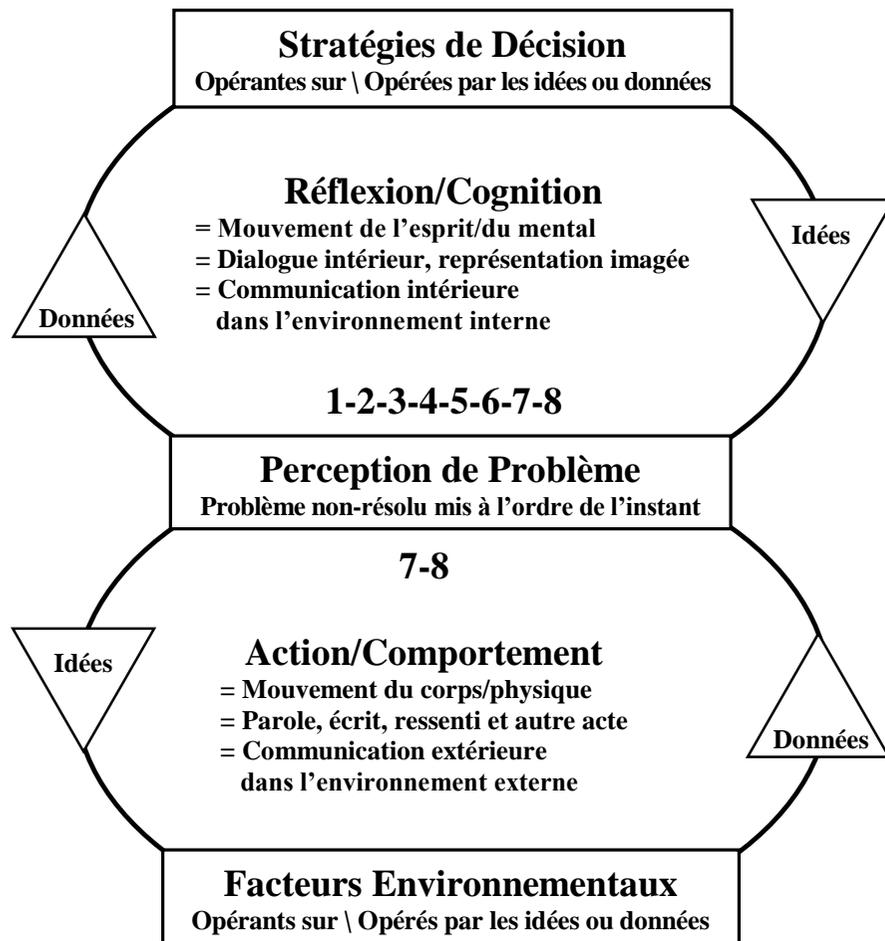 Stratégies de Décision
Opérantes sur \ Opérées par les idées ou données
Réflexion/Cognition
= Mouvement de l’esprit/du mental
= Dialogue intérieur, représentation imagée
= Communication intérieure
dans l’environnement interne
Idées
Données
1-2-3-4-5-6-7-8
Perception de Problème
Problème non-résolu mis à l’ordre de l’instant
7-8
Idées
Action/Comportement
= Mouvement du corps/physique
= Parole, écrit, ressenti et autre acte
= Communication extérieure
dans l’environnement externe
Données
Facteurs Environnementaux
Opérants sur \ Opérés par les idées ou données